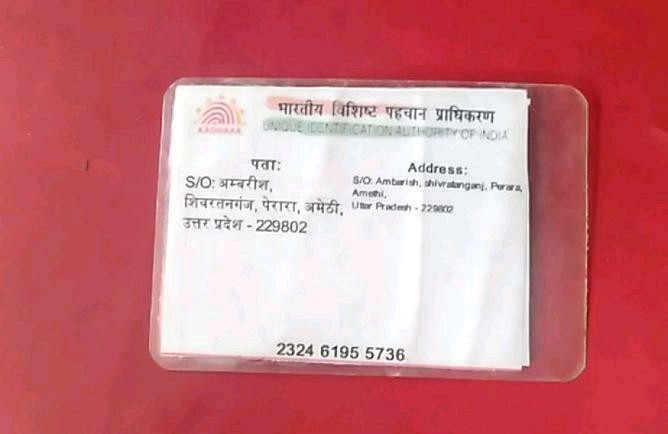 AADHAAR
भारतीय विशिष्ट पहचान प्राधिकरण
UNIQUE IDENTIFICATION AUTHORITY OF INDIA
पता:
S/O: अम्बरीश,
शिवरतनगंज, पेरारा, अमेठी,
उत्तर प्रदेश - 229802
Address:
S/O: Ambarish, shivratanganj, Perara,
Amethi,
Uttar Pradesh - 229802
2324 6195 5736